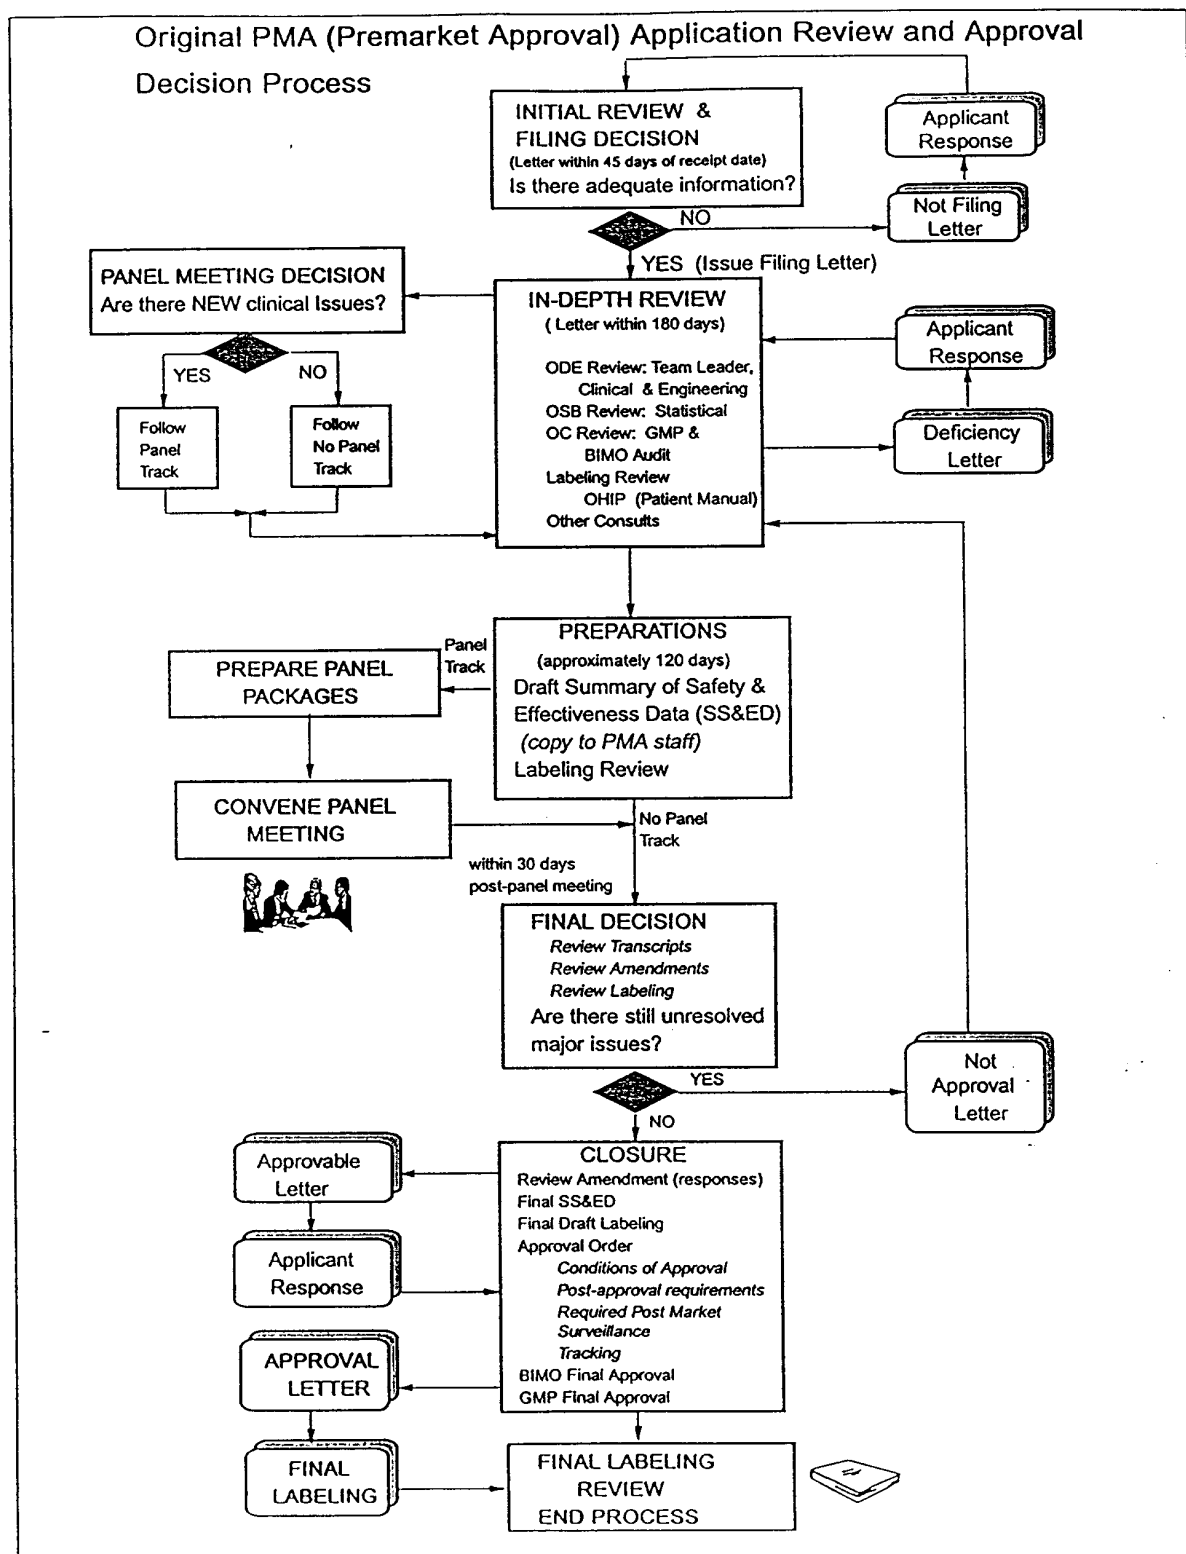 Original PMA (Premarket Approval) Application Review and Approval
Decision Process
INITIAL REVIEW &
FILING DECISION
(Letter within 45 days of receipt date)
Is there adequate information?
Applicant
Response
Not Filing
Letter
NO
YES (Issue Filing Letter)
PANEL MEETING DECISION
Are there NEW clinical Issues?
YES
NO
Follow
Panel
Track
Follow
No Panel
Track
IN-DEPTH REVIEW
( Letter within 180 days)
ODE Review: Team Leader,
Clinical & Engineering
OSB Review: Statistical
OC Review: GMP &
BIMO Audit
Labeling Review
OHIP (Patient Manual)
Other Consults
Applicant
Response
Deficiency
Letter
PREPARATIONS
(approximately 120 days)
Draft Summary of Safety &
Effectiveness Data (SS&ED)
(copy to PMA staff)
Labeling Review
Panel
Track
PREPARE PANEL
PACKAGES
CONVENE PANEL
MEETING
No Panel
Track
within 30 days
post-panel meeting
FINAL DECISION
Review Transcripts
Review Amendments
Review Labeling
Are there still unresolved
major issues?
YES
NO
Not
Approval
Letter
CLOSURE
Review Amendment (responses)
Final SS&ED
Final Draft Labeling
Approval Order
Conditions of Approval
Post-approval requirements
Required Post Market
Surveillance
Tracking
BIMO Final Approval
GMP Final Approval
Approvable
Letter
Applicant
Response
APPROVAL
LETTER
FINAL
LABELING
FINAL LABELING
REVIEW
END PROCESS